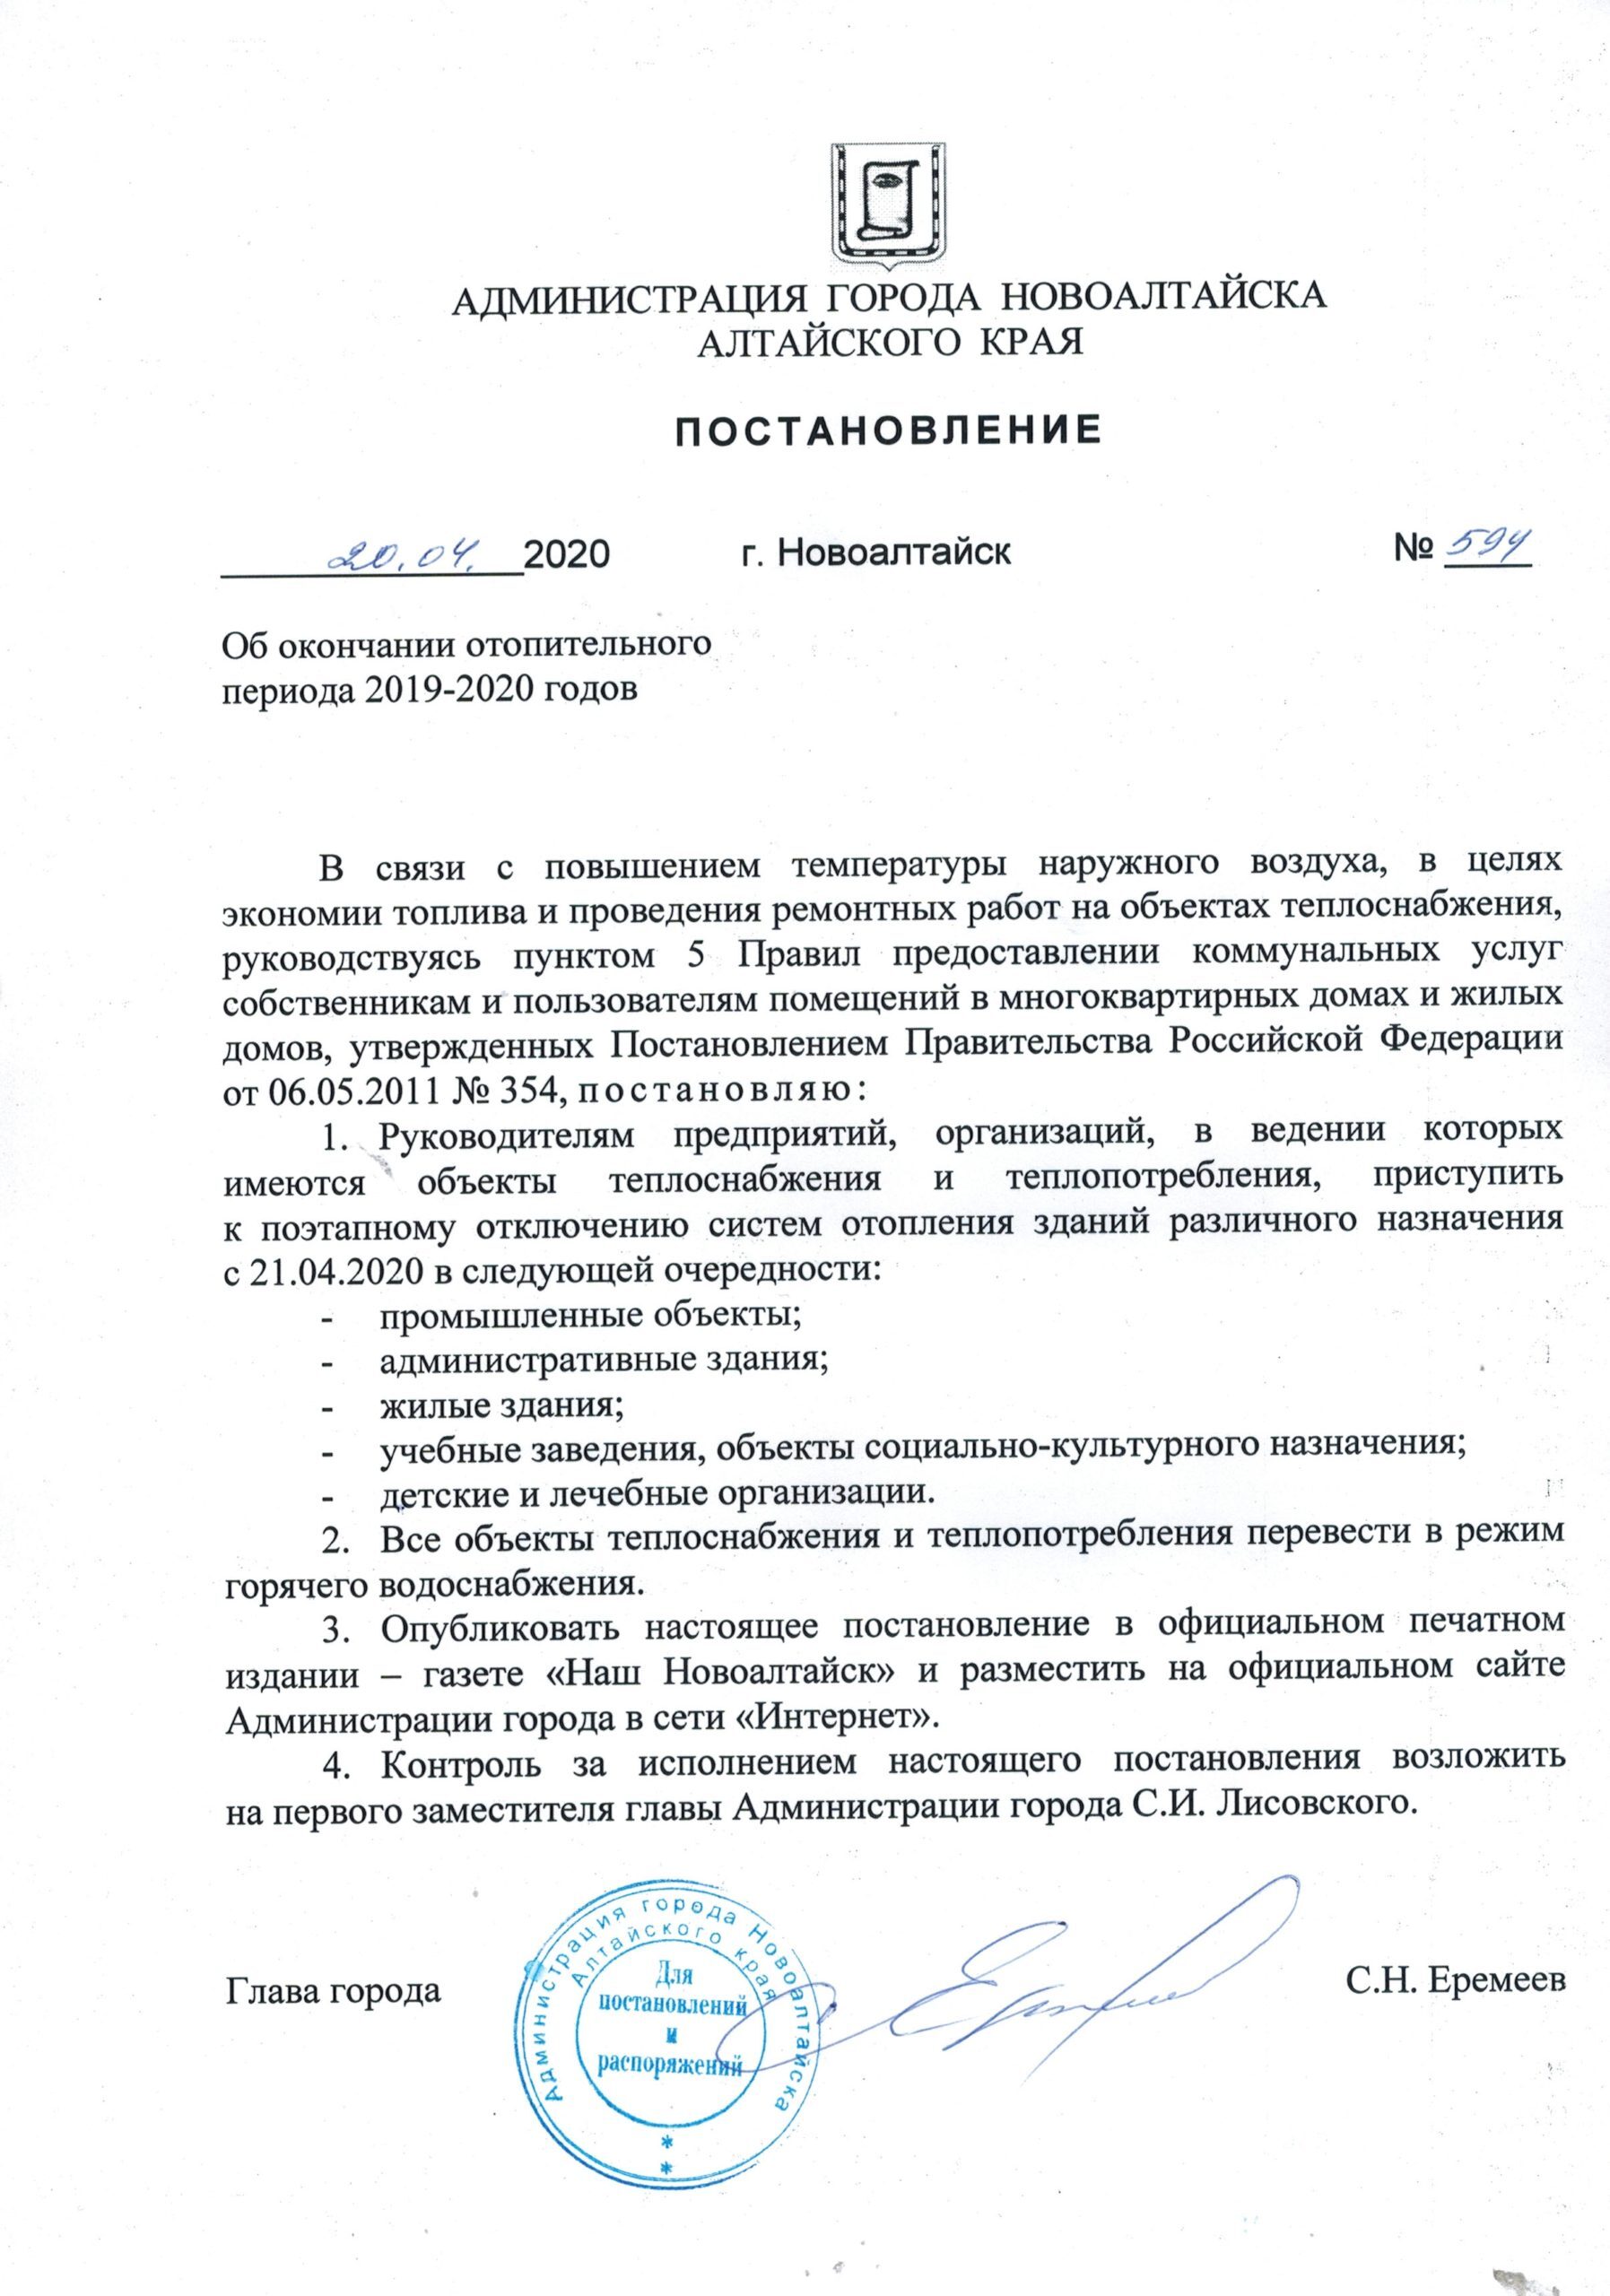 АДМИНИСТРАЦИЯ ГОРОДА НОВОАЛТАЙСКА
АЛТАЙСКОГО КРАЯ
ПОСТАНОВЛЕНИЕ
20.04. 2020 г. Новоалтайск № 594
Об окончании отопительного
периода 2019-2020 годов
В связи с повышением температуры наружного воздуха, в целях
экономии топлива и проведения ремонтных работ на объектах теплоснабжения,
руководствуясь пунктом 5 Правил предоставлении коммунальных услуг
собственникам и пользователям помещений в многоквартирных домах и жилых
домов, утвержденных Постановлением Правительства Российской Федерации
от 06.05.2011 № 354, постановляю:
1. Руководителям предприятий, организаций, в ведении которых
имеются объекты теплоснабжения и теплопотребления, приступить
к поэтапному отключению систем отопления зданий различного назначения
с 21.04.2020 в следующей очередности:
- промышленные объекты;
- административные здания;
- жилые здания;
- учебные заведения, объекты социально-культурного назначения;
- детские и лечебные организации.
2. Все объекты теплоснабжения и теплопотребления перевести в режим
горячего водоснабжения.
3. Опубликовать настоящее постановление в официальном печатном
издании – газете «Наш Новоалтайск» и разместить на официальном сайте
Администрации города в сети «Интернет».
4. Контроль за исполнением настоящего постановления возложить
на первого заместителя главы Администрации города С.И. Лисовского.
Глава города
С.Н. Еремеев
Администрация города Новоалтайска
Алтайского края
Для
постановлений
и
распоряжений